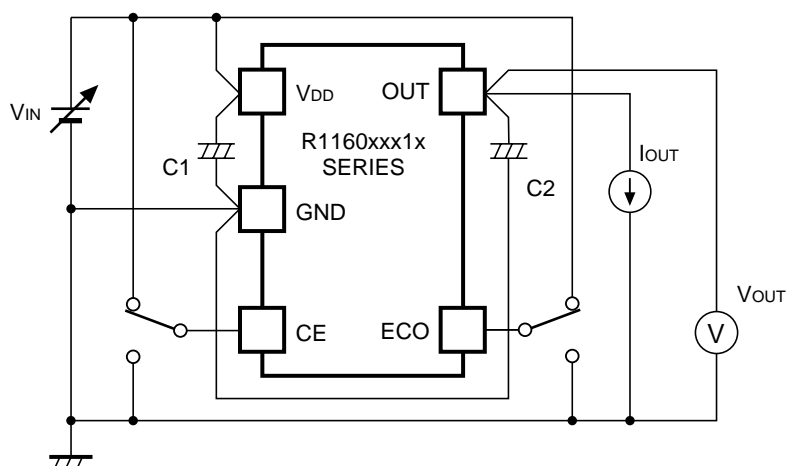 VIN
VDD
OUT
R1160xxx1x
SERIES
C1
C2
IOUT
GND
VOUT
CE
ECO
V